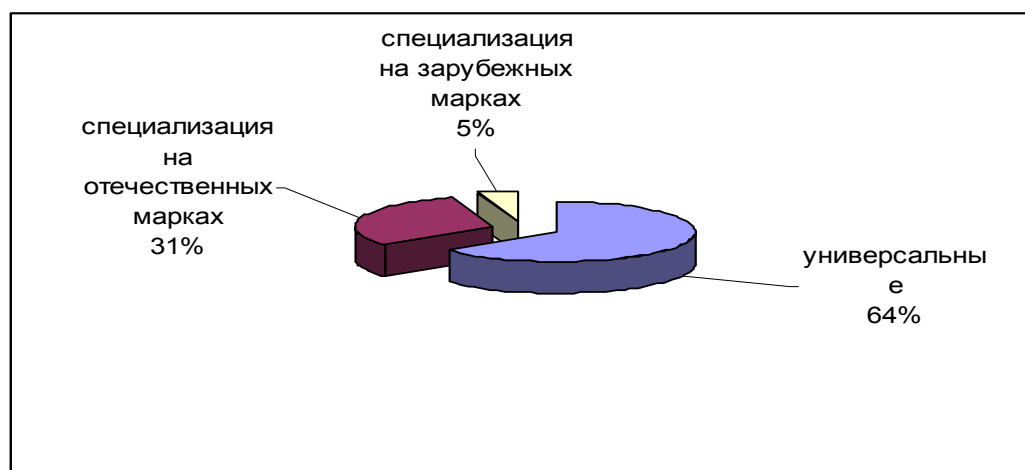 специализация
на зарубежных
марках
5%
специализация
на
отечественных
марках
31%
универсальны
е
64%